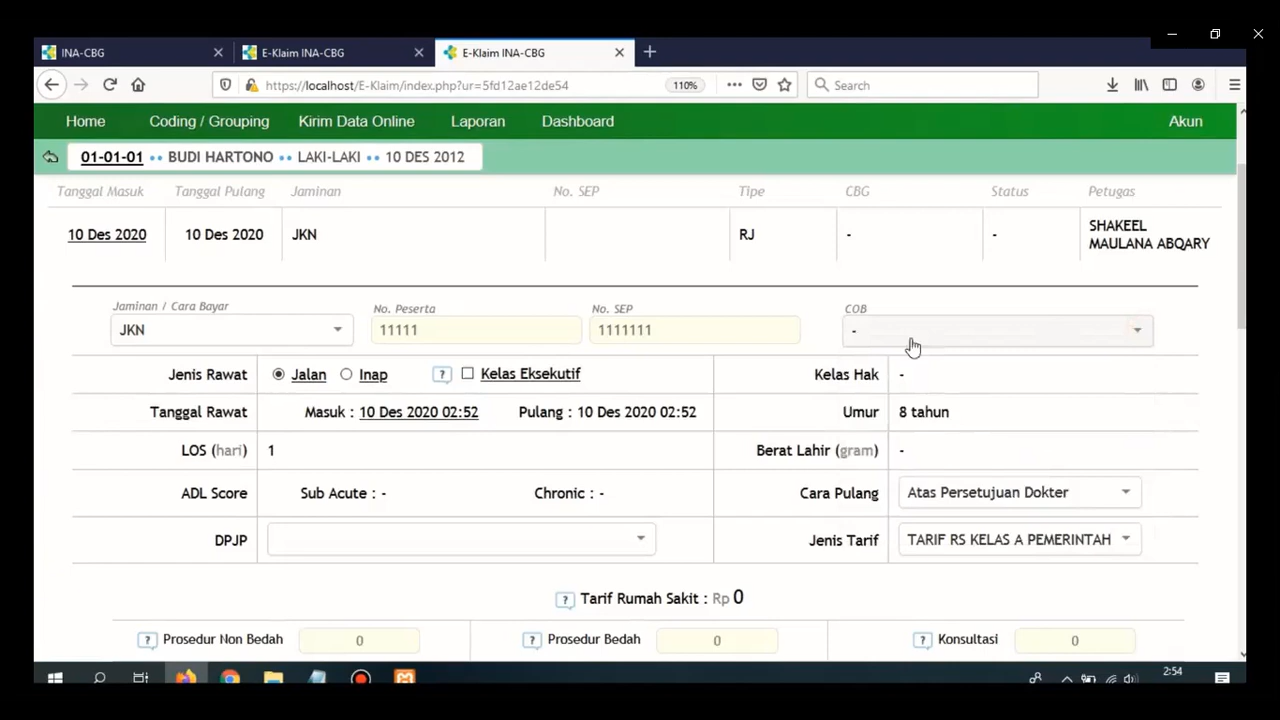 INA-CBG
E-Klaim INA-CBG
E-Klaim INA-CBG
https://localhost/E-Klaim/index.php?ur=5fd12ae12de54
110%
Search
Home
Coding / Grouping
Kirim Data Online
Laporan
Dashboard
Akun
01-01-01 •• BUDI HARTONO •• LAKI-LAKI •• 10 DES 2012
Tanggal Masuk Tanggal Pulang Jaminan No. SEP Tipe CBG Status Petugas
10 Des 2020 10 Des 2020 JKN RJ - - SHAKEEL
MAULANA ABQARY
Jaminan / Cara Bayar No. Peserta No. SEP COB
JKN 11111 1111111 -
Jenis Rawat Jalan Inap ? Kelas Eksekutif Kelas Hak -
Tanggal Rawat Masuk : 10 Des 2020 02:52 Pulang : 10 Des 2020 02:52 Umur 8 tahun
LOS (hari) 1 Berat Lahir (gram) -
ADL Score Sub Acute : - Chronic : - Cara Pulang Atas Persetujuan Dokter
DPJP Jenis Tarif TARIF RS KELAS A PEMERINTAH
? Tarif Rumah Sakit : Rp 0
? Prosedur Non Bedah 0 ? Prosedur Bedah 0 ? Konsultasi 0
2:54